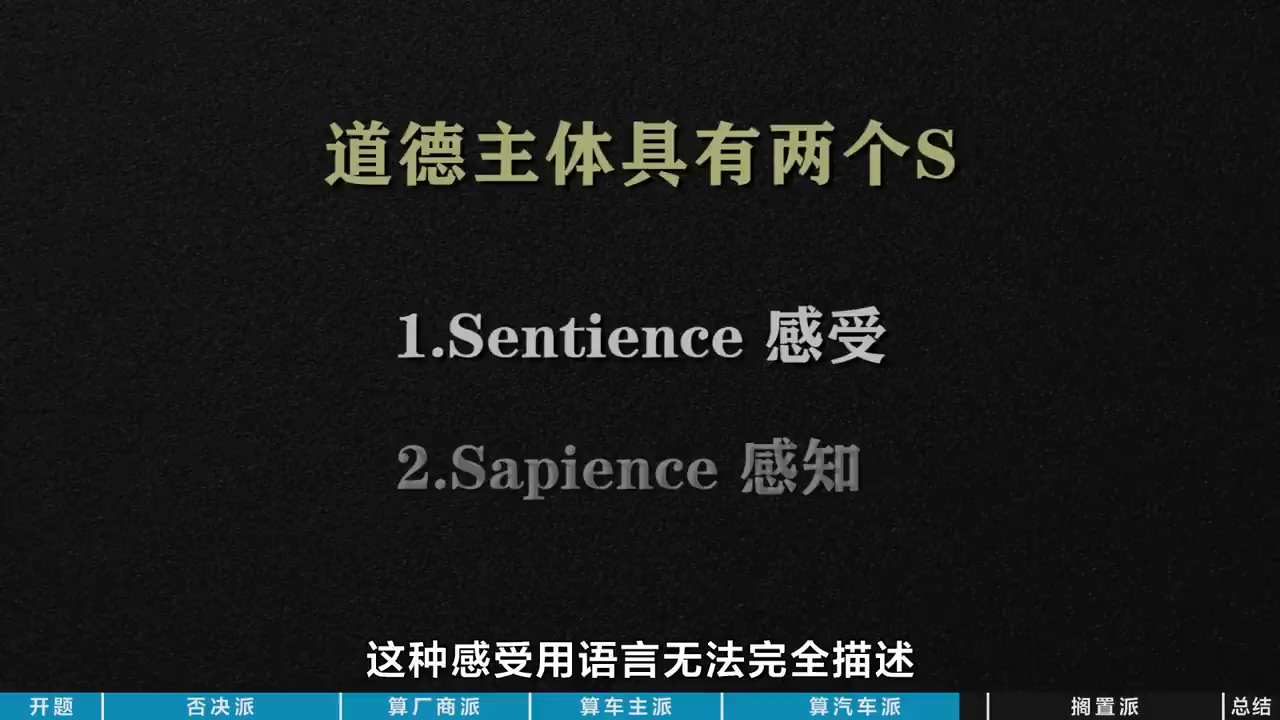 道德主体具有两个S
1.Sentience 感受
2.Sapience 感知
这种感受用语言无法完全描述
开题 否决派 算厂商派 算车主派 算汽车派 搁置派 总结